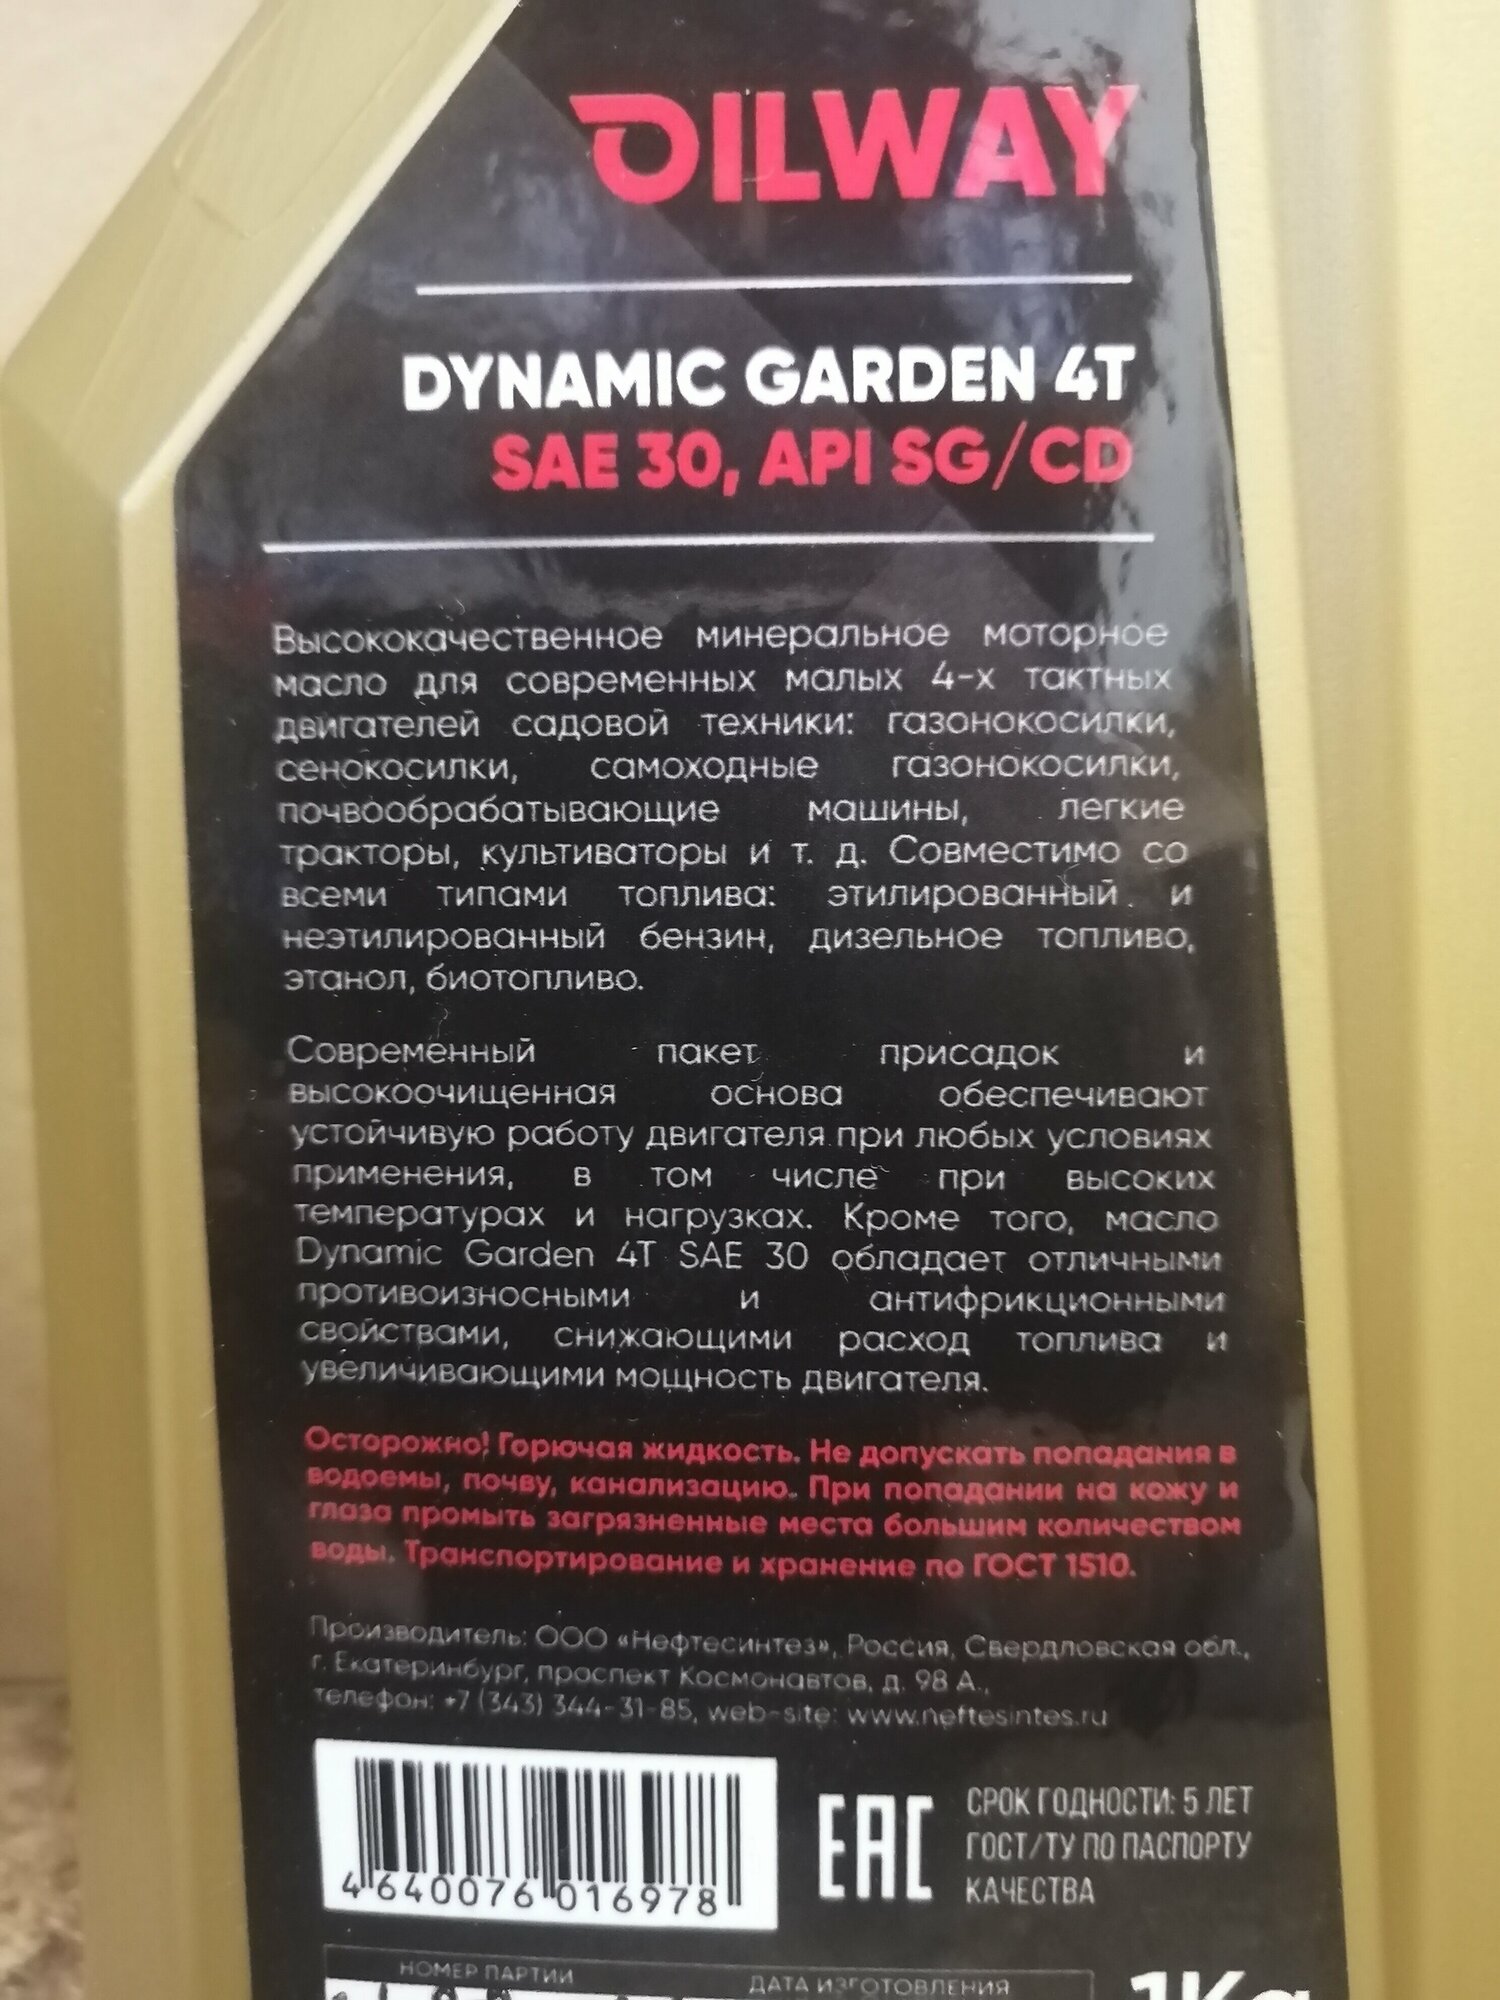 OILWAY
DYNAMIC GARDEN 4T
SAE 30, API SG/CD
Высококачественное минеральное моторное
масло для современных малых 4-х тактных
двигателей садовой техники: газонокосилки,
сенокосилки, самоходные газонокосилки,
почвообрабатывающие машины, легкие
тракторы, культиваторы и т. д. Совместимо со
всеми типами топлива: этилированный и
неэтилированный бензин, дизельное топливо,
этанол, биотопливо.
Современный пакет присадок и
высокоочищенная основа обеспечивают
устойчивую работу двигателя при любых условиях
применения, в том числе при высоких
температурах и нагрузках. Кроме того, масло
Dynamic Garden 4T SAE 30 обладает отличными
противоизносными и антифрикционными
свойствами, снижающими расход топлива и
увеличивающими мощность двигателя.
Осторожно! Горючая жидкость. Не допускать попадания в
водоемы, почву, канализацию. При попадании на кожу и
глаза промыть загрязненные места большим количеством
воды. Транспортирование и хранение по ГОСТ 1510.
Производитель: ООО «Нефтесинтез», Россия, Свердловская обл.,
г. Екатеринбург, проспект Космонавтов, д. 98 А.,
телефон: +7 (343) 344-31-85, web-site: www.neftesintes.ru
4640076016978
EAC
СРОК ГОДНОСТИ: 5 ЛЕТ
ГОСТ/ТУ ПО ПАСПОРТУ
КАЧЕСТВА
НОМЕР ПАРТИИ
ДАТА ИЗГОТОВЛЕНИЯ
1Kg